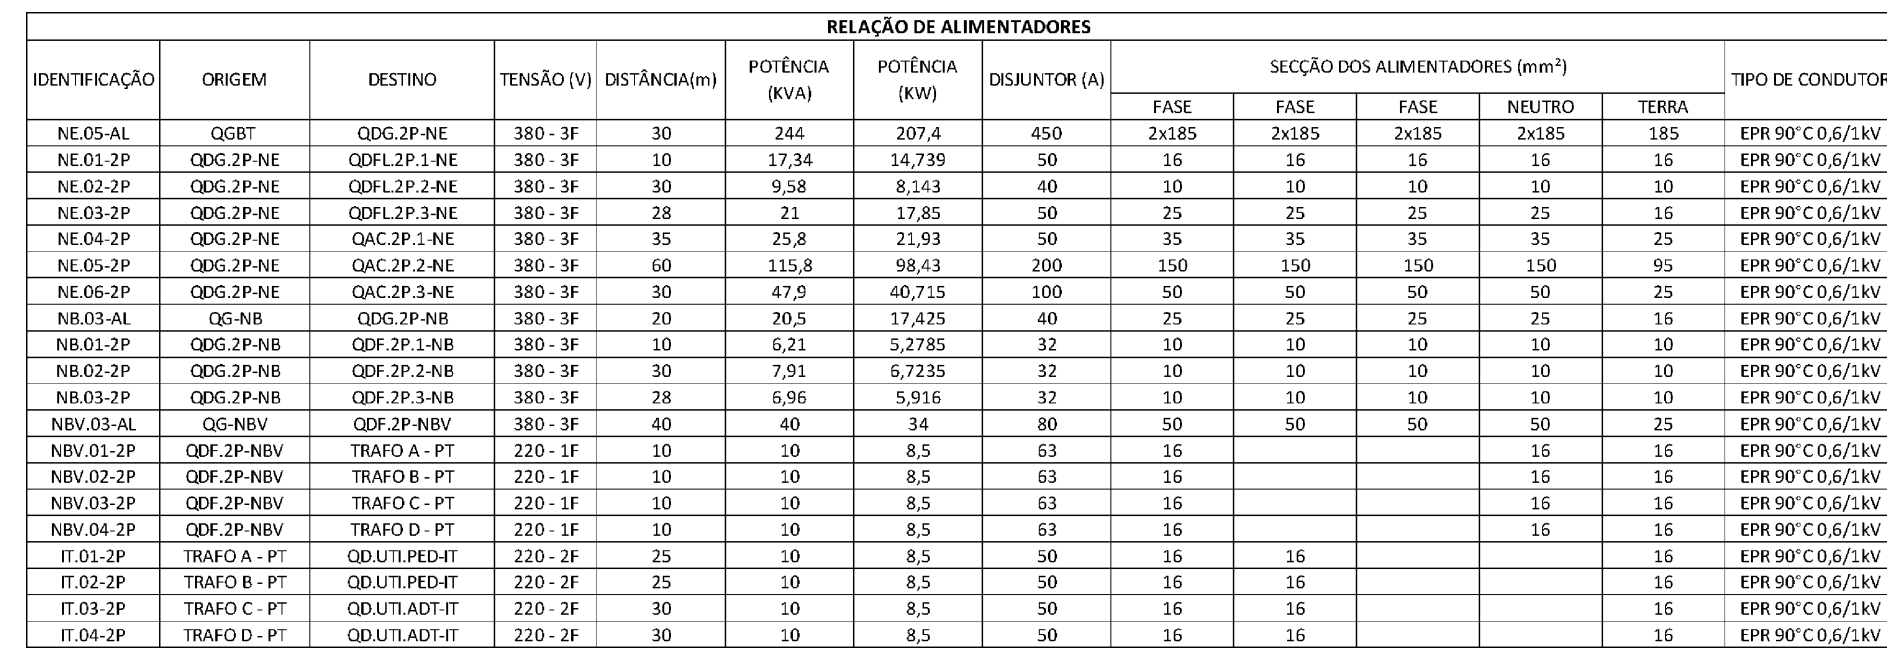 RELAÇÃO DE ALIMENTADORES
IDENTIFICAÇÃO ORIGEM DESTINO TENSÃO (V) DISTÂNCIA(m) POTÊNCIA (KVA) POTÊNCIA (KW) DISJUNTOR (A) SECÇÃO DOS ALIMENTADORES (mm²) TIPO DE CONDUTOR
FASE FASE FASE NEUTRO TERRA
NE.05-AL QGBT QDG.2P-NE 380 - 3F 30 244 207,4 450 2x185 2x185 2x185 2x185 185 EPR 90°C 0,6/1kV
NE.01-2P QDG.2P-NE QDFL.2P.1-NE 380 - 3F 10 17,34 14,739 50 16 16 16 16 16 EPR 90°C 0,6/1kV
NE.02-2P QDG.2P-NE QDFL.2P.2-NE 380 - 3F 30 9,58 8,143 40 10 10 10 10 10 EPR 90°C 0,6/1kV
NE.03-2P QDG.2P-NE QDFL.2P.3-NE 380 - 3F 28 21 17,85 50 25 25 25 25 16 EPR 90°C 0,6/1kV
NE.04-2P QDG.2P-NE QAC.2P.1-NE 380 - 3F 35 25,8 21,93 50 35 35 35 35 25 EPR 90°C 0,6/1kV
NE.05-2P QDG.2P-NE QAC.2P.2-NE 380 - 3F 60 115,8 98,43 200 150 150 150 150 95 EPR 90°C 0,6/1kV
NE.06-2P QDG.2P-NE QAC.2P.3-NE 380 - 3F 30 47,9 40,715 100 50 50 50 50 25 EPR 90°C 0,6/1kV
NB.03-AL QG-NB QDG.2P-NB 380 - 3F 20 20,5 17,425 40 25 25 25 25 16 EPR 90°C 0,6/1kV
NB.01-2P QDG.2P-NB QDF.2P.1-NB 380 - 3F 10 6,21 5,2785 32 10 10 10 10 10 EPR 90°C 0,6/1kV
NB.02-2P QDG.2P-NB QDF.2P.2-NB 380 - 3F 30 7,91 6,7235 32 10 10 10 10 10 EPR 90°C 0,6/1kV
NB.03-2P QDG.2P-NB QDF.2P.3-NB 380 - 3F 28 6,96 5,916 32 10 10 10 10 10 EPR 90°C 0,6/1kV
NBV.03-AL QG-NBV QDF.2P-NBV 380 - 3F 40 40 34 80 50 50 50 50 25 EPR 90°C 0,6/1kV
NBV.01-2P QDF.2P-NBV TRAFO A - PT 220 - 1F 10 10 8,5 63 16 16 16 EPR 90°C 0,6/1kV
NBV.02-2P QDF.2P-NBV TRAFO B - PT 220 - 1F 10 10 8,5 63 16 16 16 EPR 90°C 0,6/1kV
NBV.03-2P QDF.2P-NBV TRAFO C - PT 220 - 1F 10 10 8,5 63 16 16 16 EPR 90°C 0,6/1kV
NBV.04-2P QDF.2P-NBV TRAFO D - PT 220 - 1F 10 10 8,5 63 16 16 16 EPR 90°C 0,6/1kV
IT.01-2P TRAFO A - PT QD.UTI.PED-IT 220 - 2F 25 10 8,5 50 16 16 16 EPR 90°C 0,6/1kV
IT.02-2P TRAFO B - PT QD.UTI.PED-IT 220 - 2F 25 10 8,5 50 16 16 16 EPR 90°C 0,6/1kV
IT.03-2P TRAFO C - PT QD.UTI.ADT-IT 220 - 2F 30 10 8,5 50 16 16 16 EPR 90°C 0,6/1kV
IT.04-2P TRAFO D - PT QD.UTI.ADT-IT 220 - 2F 30 10 8,5 50 16 16 16 EPR 90°C 0,6/1kV